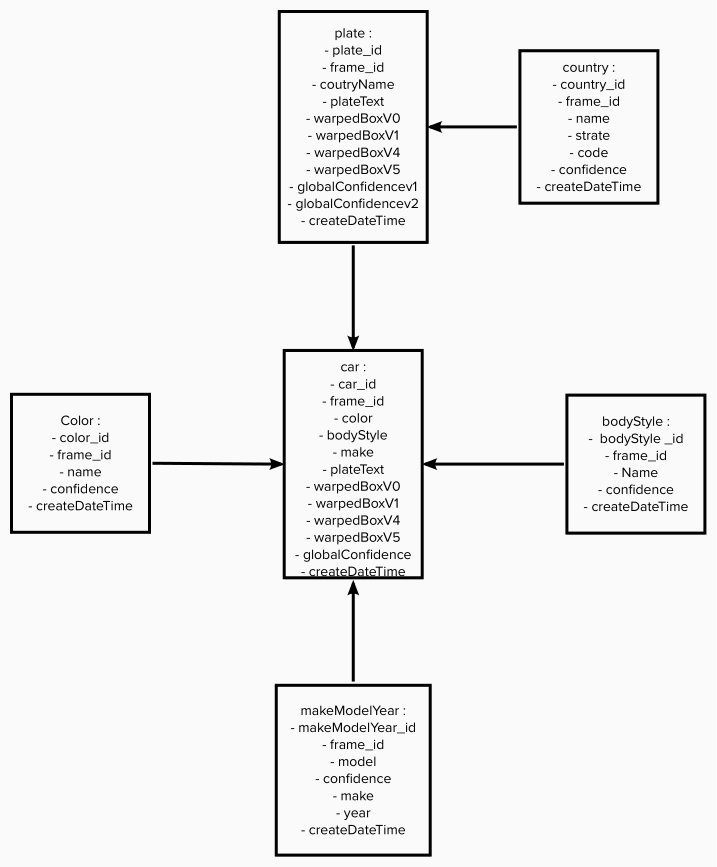 plate :
- plate_id
- frame_id
- coutryName
- plateText
- warpedBoxV0
- warpedBoxV1
- warpedBoxV4
- warpedBoxV5
- globalConfidencev1
- globalConfidencev2
- createDateTime
country :
- country_id
- frame_id
- name
- strate
- code
- confidence
- createDateTime
car :
- car_id
- frame_id
- color
- bodyStyle
- make
- plateText
- warpedBoxV0
- warpedBoxV1
- warpedBoxV4
- warpedBoxV5
- globalConfidence
- createDateTime
Color :
- color_id
- frame_id
- name
- confidence
- createDateTime
bodyStyle :
- bodyStyle _id
- frame_id
- Name
- confidence
- createDateTime
makeModelYear :
- makeModelYear_id
- frame_id
- model
- confidence
- make
- year
- createDateTime